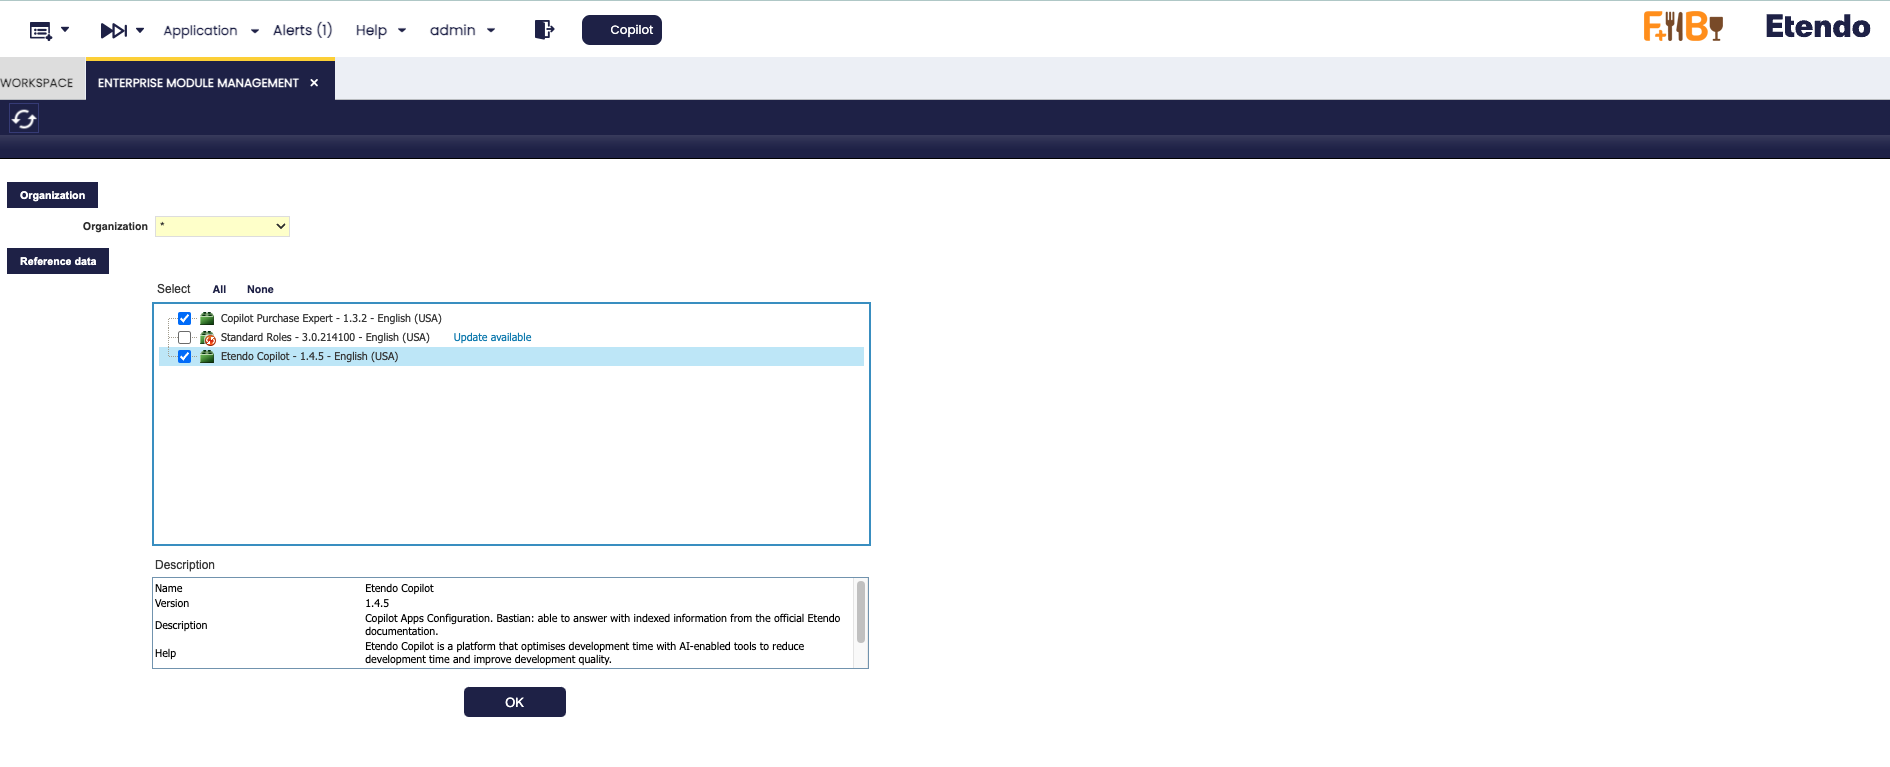 Application Alerts (1) Help admin Copilot F+B Etendo
WORKSPACE ENTERPRISE MODULE MANAGEMENT ×
Organization
Organization *
Reference data
Select All None
Copilot Purchase Expert - 1.3.2 - English (USA)
Standard Roles - 3.0.214100 - English (USA) Update available
Etendo Copilot - 1.4.5 - English (USA)
Description
Name Etendo Copilot
Version 1.4.5
Description Copilot Apps Configuration. Bastian: able to answer with indexed information from the official Etendo
documentation.
Help Etendo Copilot is a platform that optimises development time with AI-enabled tools to reduce
development time and improve development quality.
OK